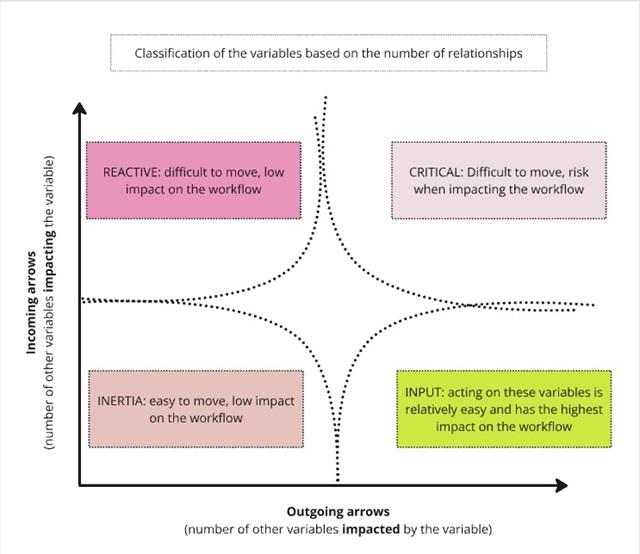 Classification of the variables based on the number of relationships
REACTIVE: difficult to move, low
impact on the workflow
CRITICAL: Difficult to move, risk
when impacting the workflow
Incoming arrows
(number of other variables impacting the variable)
INERTIA: easy to move, low impact
on the workflow
INPUT: acting on these variables is
relatively easy and has the highest
impact on the workflow
Outgoing arrows
(number of other variables impacted by the variable)